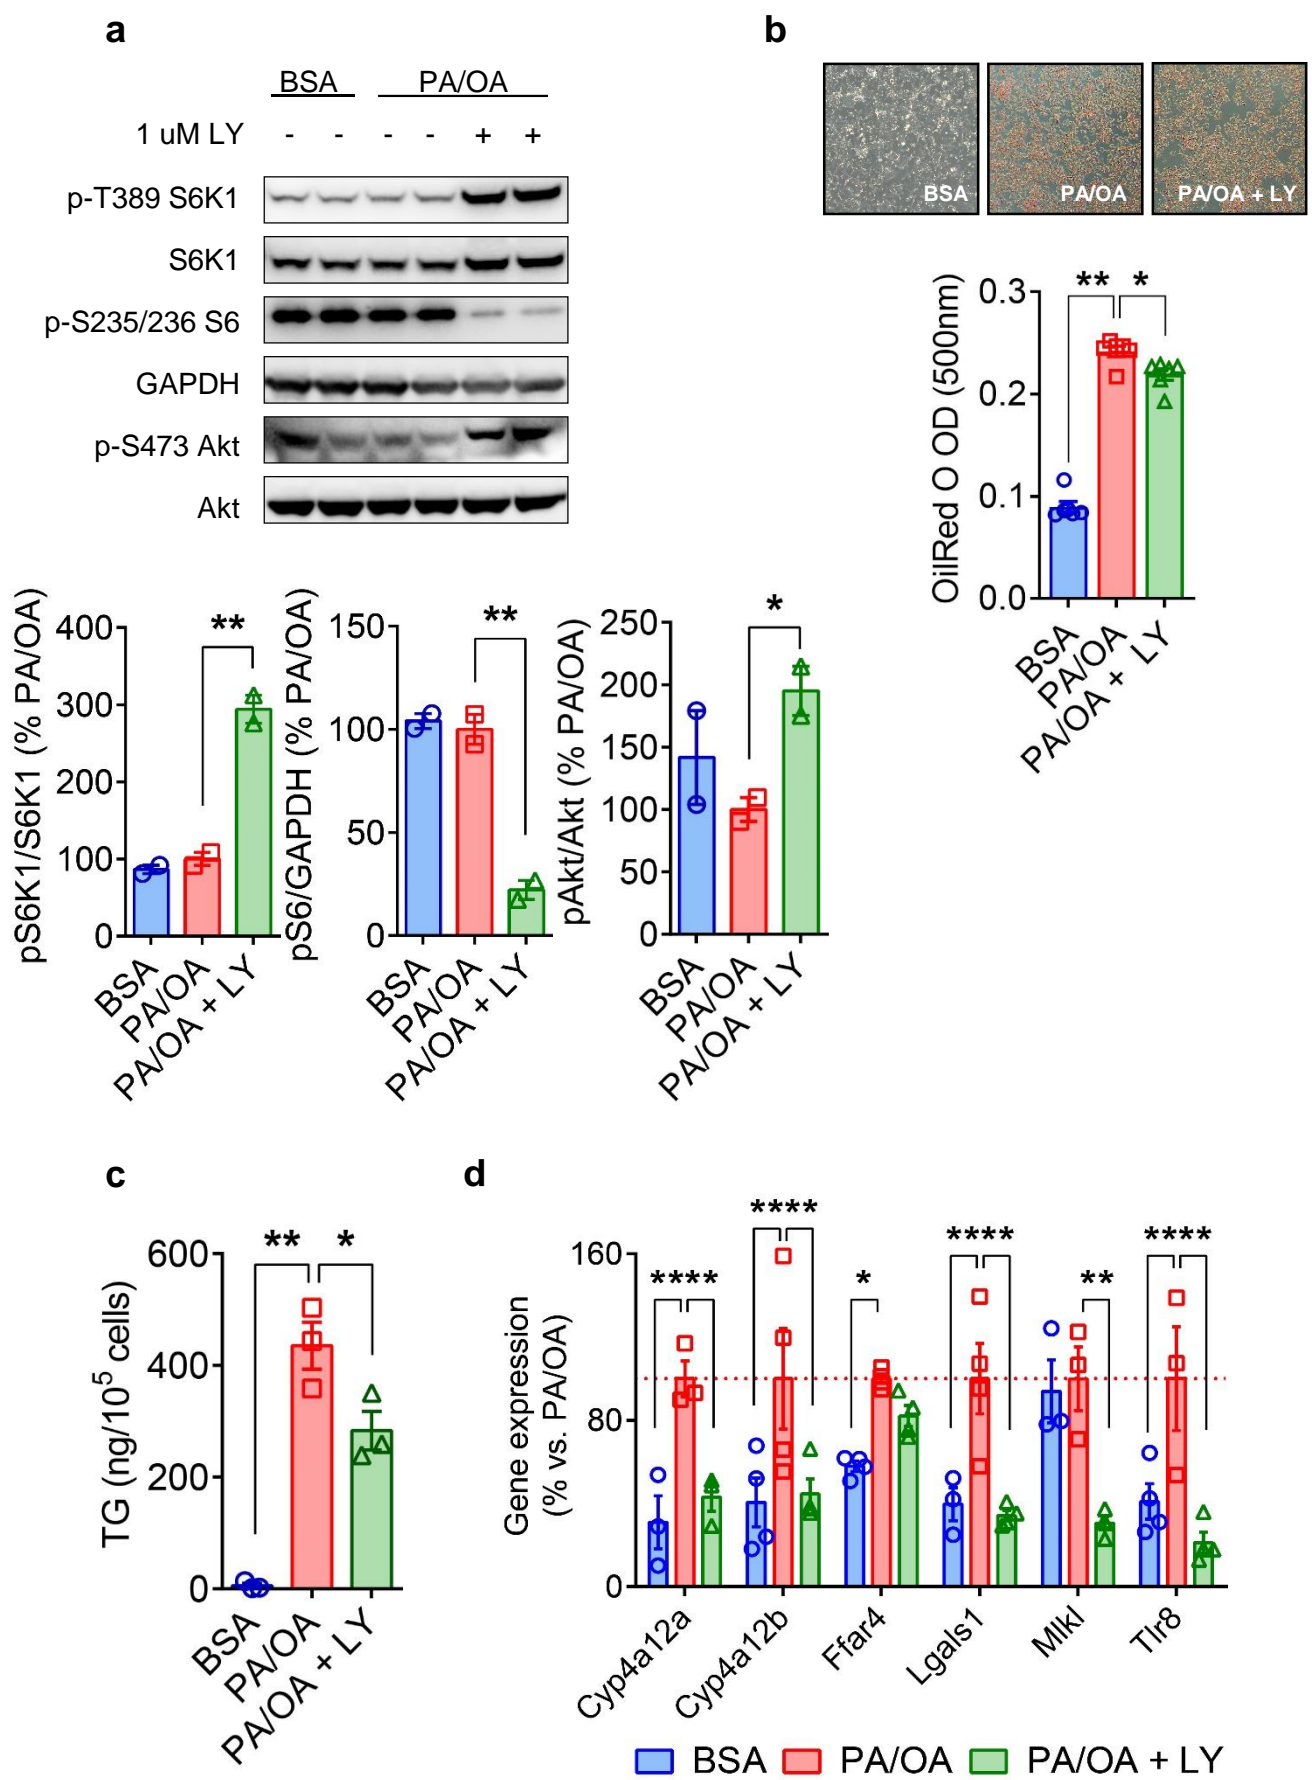 a
BSA PA/OA
1 uM LY - - - - + +
p-T389 S6K1
S6K1
p-S235/236 S6
GAPDH
p-S473 Akt
Akt
pS6K1/S6K1 (% PA/OA)
400
300
200
100
0
BSA
PA/OA
PA/OA + LY
**
pS6/GAPDH (% PA/OA)
150
100
50
0
BSA
PA/OA
PA/OA + LY
**
pAkt/Akt (% PA/OA)
250
200
150
100
50
0
BSA
PA/OA
PA/OA + LY
*
b
BSA
PA/OA
PA/OA + LY
OilRed O OD (500nm)
0.3
0.2
0.1
0.0
** *
BSA
PA/OA
PA/OA + LY
c
TG (ng/10⁵ cells)
600
400
200
0
** *
BSA
PA/OA
PA/OA + LY
d
Gene expression
(% vs. PA/OA)
160
80
0
**** **** * **** ** ****
Cyp4a12a
Cyp4a12b
Ffar4
Lgals1
Mlkl
Tlr8
BSA PA/OA PA/OA + LY